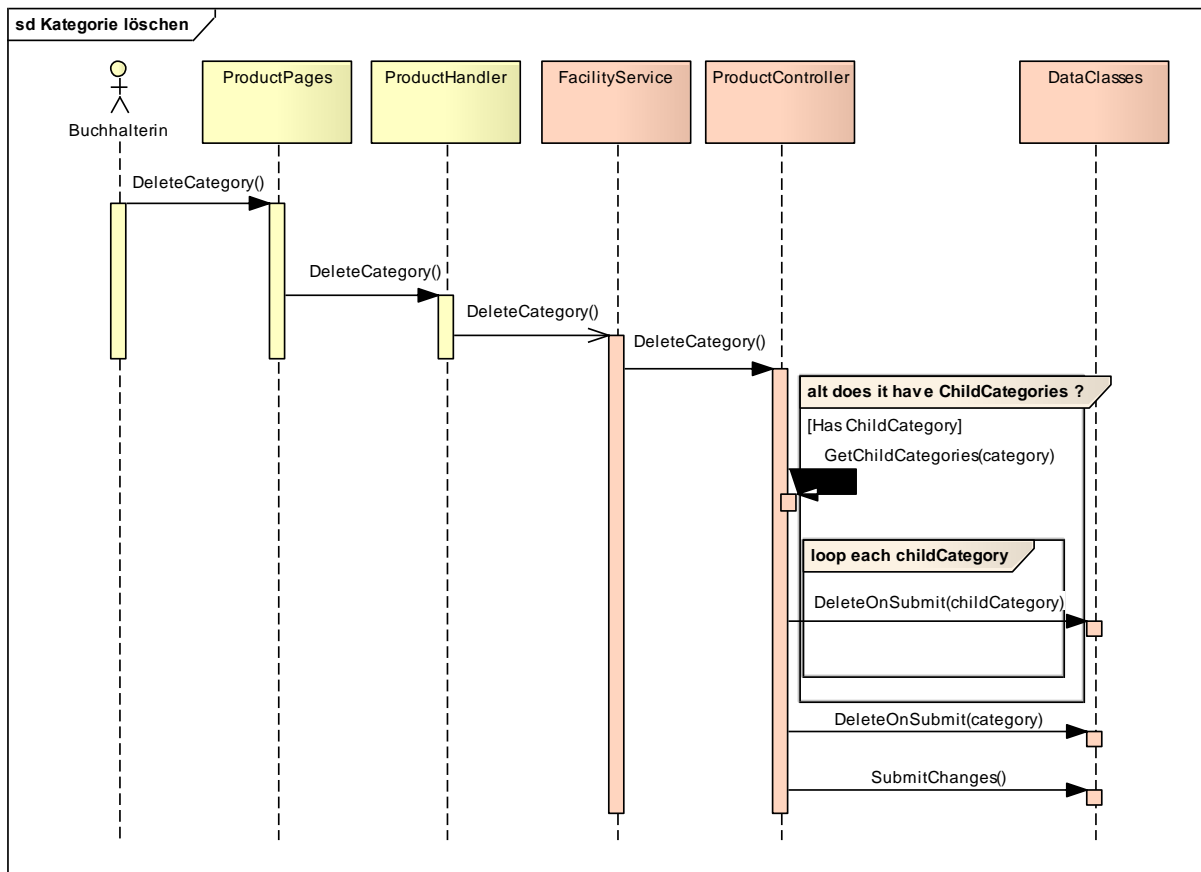 sd Kategorie löschen
Buchhalterin
ProductPages
ProductHandler
FacilityService
ProductController
DataClasses
DeleteCategory()
DeleteCategory()
DeleteCategory()
DeleteCategory()
alt does it have ChildCategories ?
[Has ChildCategory]
GetChildCategories(category)
loop each childCategory
DeleteOnSubmit(childCategory)
DeleteOnSubmit(category)
SubmitChanges()